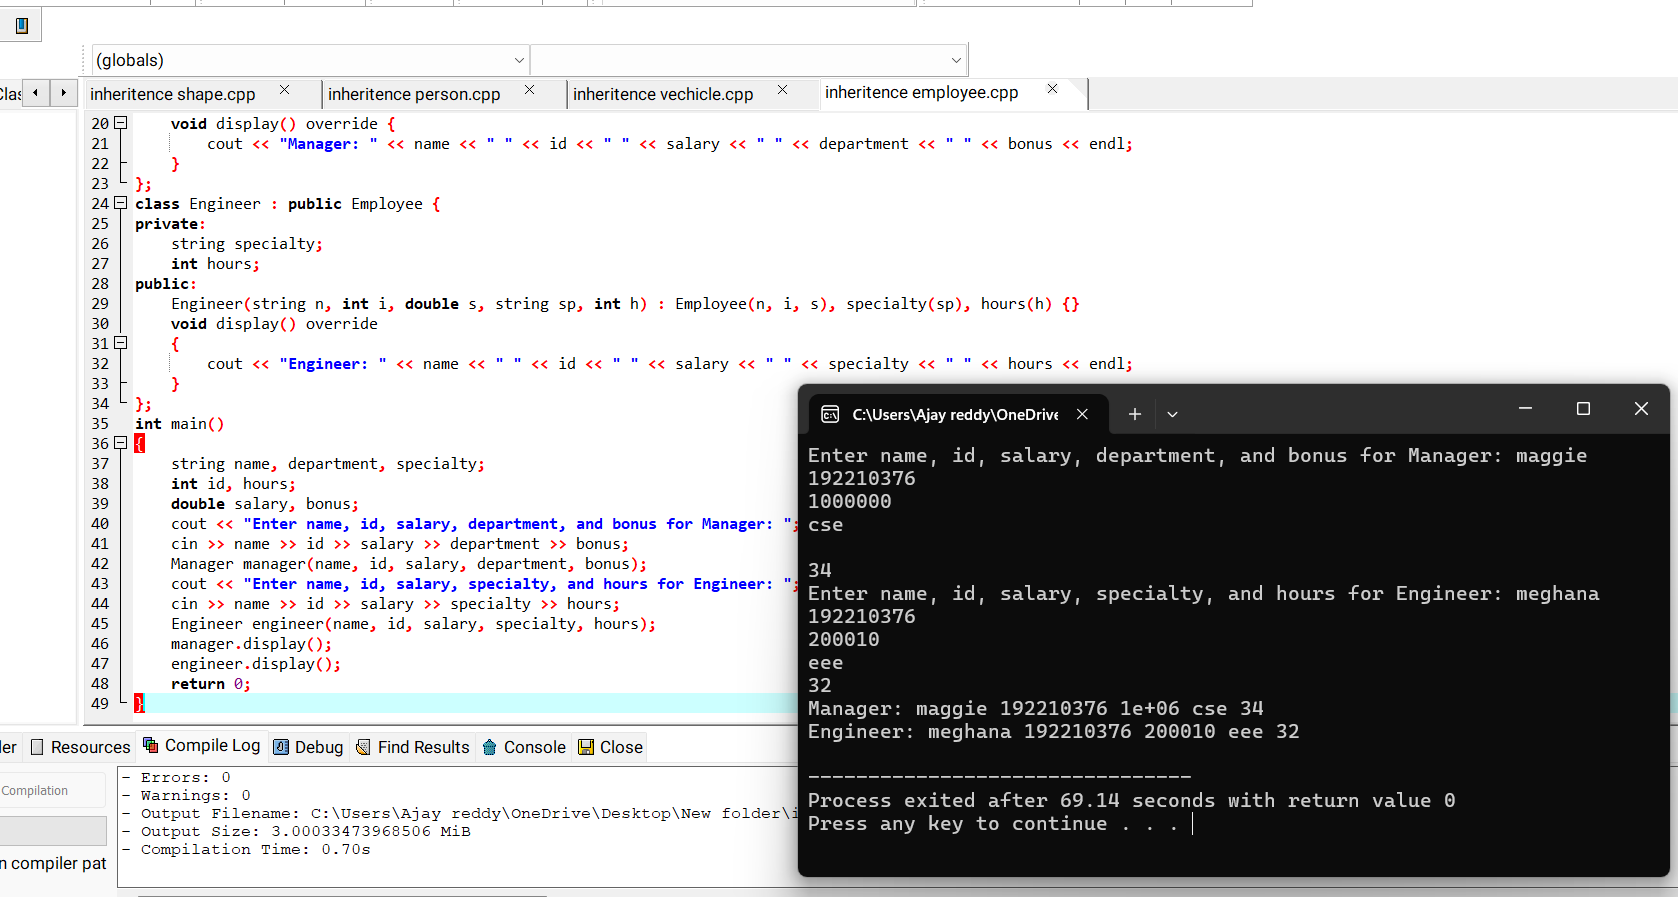 (globals)
inheritence shape.cpp
inheritence person.cpp
inheritence vechicle.cpp
inheritence employee.cpp
20 void display() override {
21 cout << "Manager: " << name << " " << id << " " << salary << " " << department << " " << bonus << endl;
22 }
23 };
24 class Engineer : public Employee {
25 private:
26 string specialty;
27 int hours;
28 public:
29 Engineer(string n, int i, double s, string sp, int h) : Employee(n, i, s), specialty(sp), hours(h) {}
30 void display() override
31 {
32 cout << "Engineer: " << name << " " << id << " " << salary << " " << specialty << " " << hours << endl;
33 }
34 };
35 int main()
36 {
37 string name, department, specialty;
38 int id, hours;
39 double salary, bonus;
40 cout << "Enter name, id, salary, department, and bonus for Manager: ";
41 cin >> name >> id >> salary >> department >> bonus;
42 Manager manager(name, id, salary, department, bonus);
43 cout << "Enter name, id, salary, specialty, and hours for Engineer: ";
44 cin >> name >> id >> salary >> specialty >> hours;
45 Engineer engineer(name, id, salary, specialty, hours);
46 manager.display();
47 engineer.display();
48 return 0;
49 }
Resources
Compile Log
Debug
Find Results
Console
Close
Compilation
compiler
- Errors: 0
- Warnings: 0
- Output Filename: C:\Users\Ajay reddy\OneDrive\Desktop\New folder\i
- Output Size: 3.00033473968506 MiB
- Compilation Time: 0.70s
C:\Users\Ajay reddy\OneDrive
Enter name, id, salary, department, and bonus for Manager: maggie
192210376
1000000
cse
34
Enter name, id, salary, specialty, and hours for Engineer: meghana
192210376
200010
eee
32
Manager: maggie 192210376 1e+06 cse 34
Engineer: meghana 192210376 200010 eee 32
--------------------------------
Process exited after 69.14 seconds with return value 0
Press any key to continue . . .